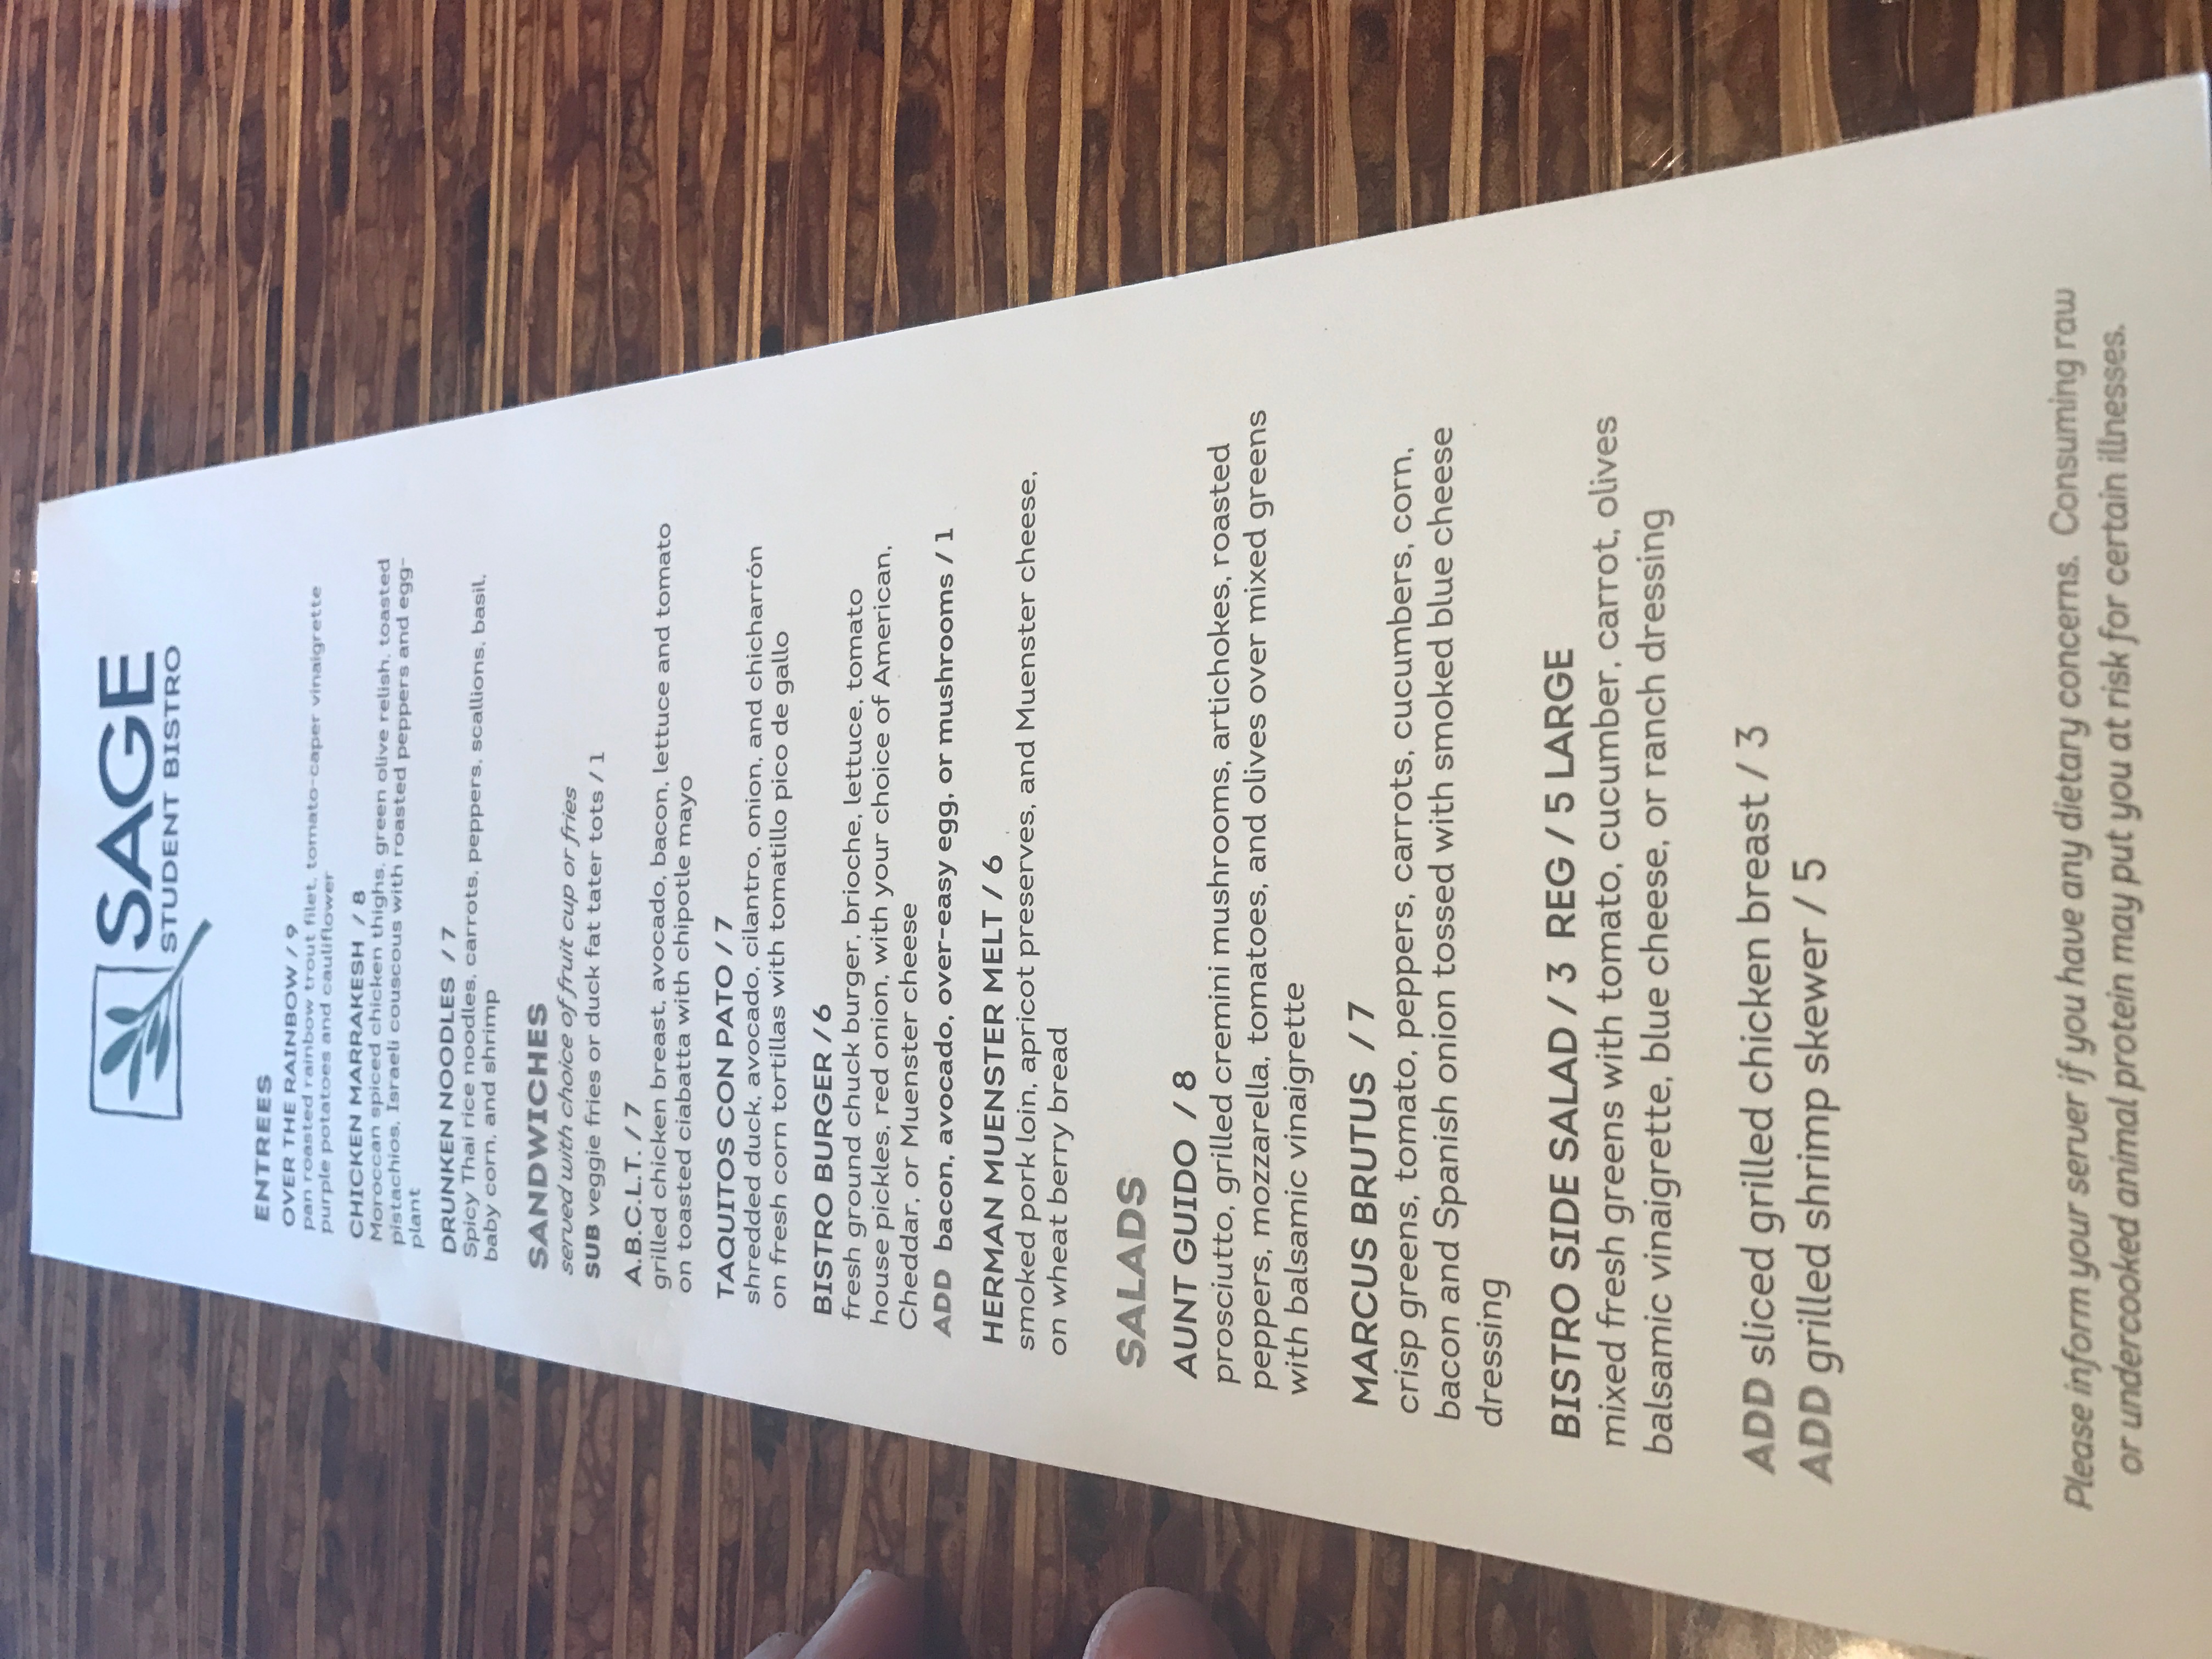 SAGE
STUDENT BISTRO
ENTREES
OVER THE RAINBOW / 9
pan roasted rainbow trout filet, tomato-caper vinaigrette
purple potatoes and cauliflower
CHICKEN MARRAKESH / 8
Moroccan spiced chicken thighs, green olive relish, toasted
pistachios, Israeli couscous with roasted peppers and egg-
plant
DRUNKEN NOODLES / 7
Spicy Thai rice noodles, carrots, peppers, scallions, basil,
baby corn, and shrimp
SANDWICHES
served with choice of fruit cup or fries
SUB veggie fries or duck fat tater tots / 1
A.B.C.L.T. / 7
grilled chicken breast, avocado, bacon, lettuce and tomato
on toasted ciabatta with chipotle mayo
TAQUITOS CON PATO / 7
shredded duck, avocado, cilantro, onion, and chicharrón
on fresh corn tortillas with tomatillo pico de gallo
BISTRO BURGER / 6
fresh ground chuck burger, brioche, lettuce, tomato
house pickles, red onion, with your choice of American,
Cheddar, or Muenster cheese
ADD bacon, avocado, over-easy egg, or mushrooms / 1
HERMAN MUENSTER MELT / 6
smoked pork loin, apricot preserves, and Muenster cheese,
on wheat berry bread
SALADS
AUNT GUIDO / 8
prosciutto, grilled cremini mushrooms, artichokes, roasted
peppers, mozzarella, tomatoes, and olives over mixed greens
with balsamic vinaigrette
MARCUS BRUTUS / 7
crisp greens, tomato, peppers, carrots, cucumbers, corn,
bacon and Spanish onion tossed with smoked blue cheese
dressing
BISTRO SIDE SALAD / 3 REG / 5 LARGE
mixed fresh greens with tomato, cucumber, carrot, olives
balsamic vinaigrette, blue cheese, or ranch dressing
ADD sliced grilled chicken breast / 3
ADD grilled shrimp skewer / 5
Please inform your server if you have any dietary concerns. Consuming raw
or undercooked animal protein may put you at risk for certain illnesses.